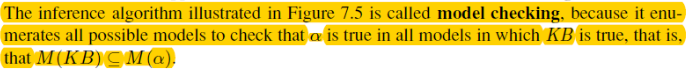 The inference algorithm illustrated in Figure 7.5 is called model checking, because it enu-
merates all possible models to check that α is true in all models in which KB is true, that is,
that M(KB) ⊆ M(α).